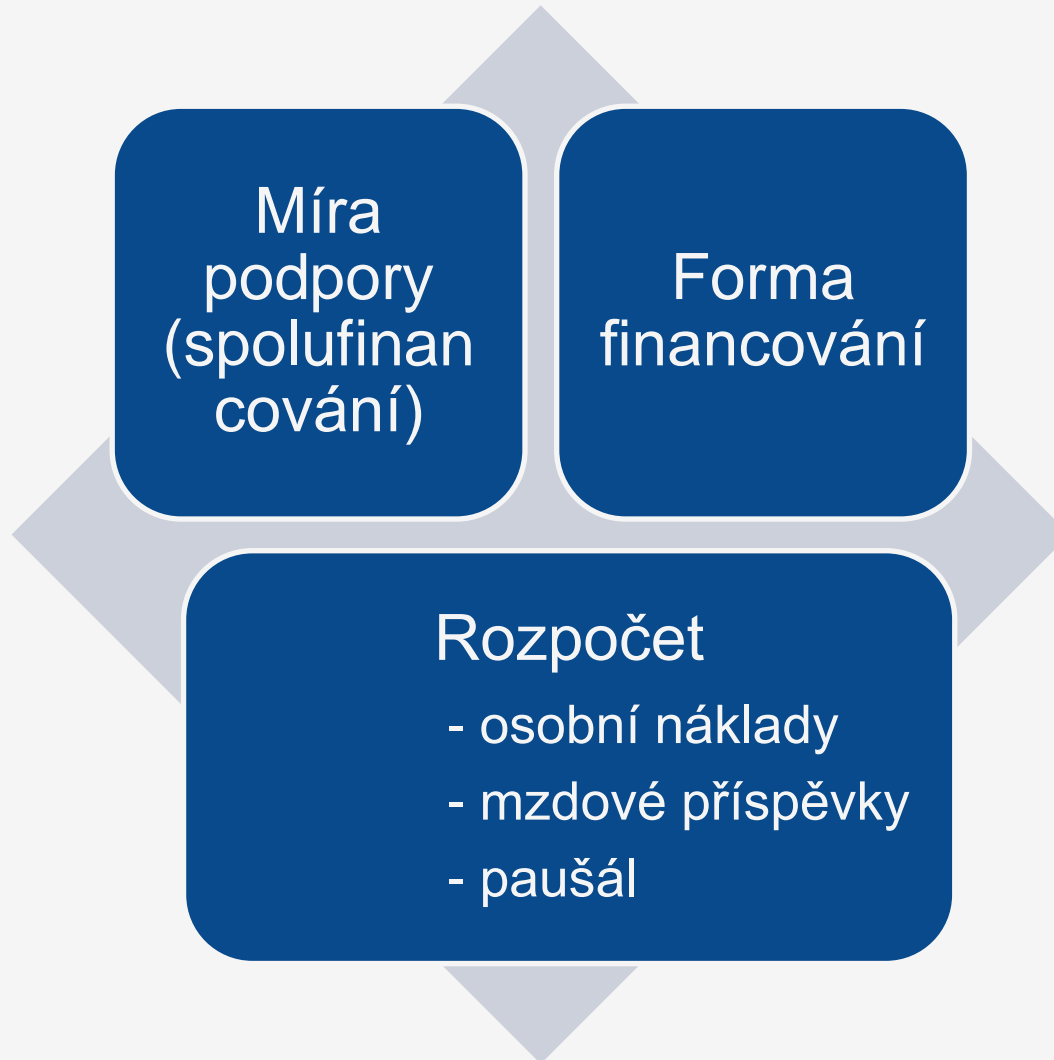 Míra
podpory
(spolufinan
cování)
Forma
financování
Rozpočet
- osobní náklady
- mzdové příspěvky
- paušál